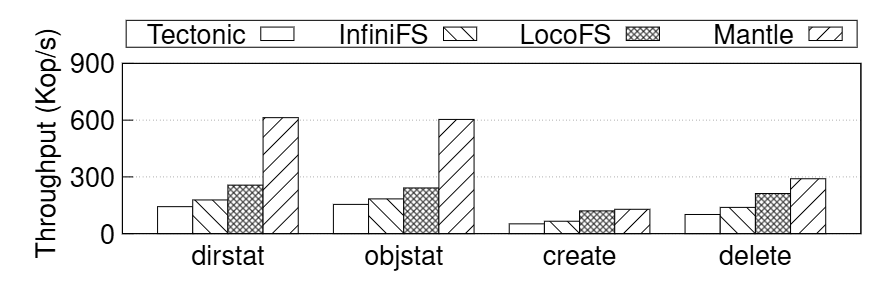 Tectonic InfiniFS LocoFS Mantle
Throughput (Kop/s)
900
600
300
0
dirstat objstat create delete